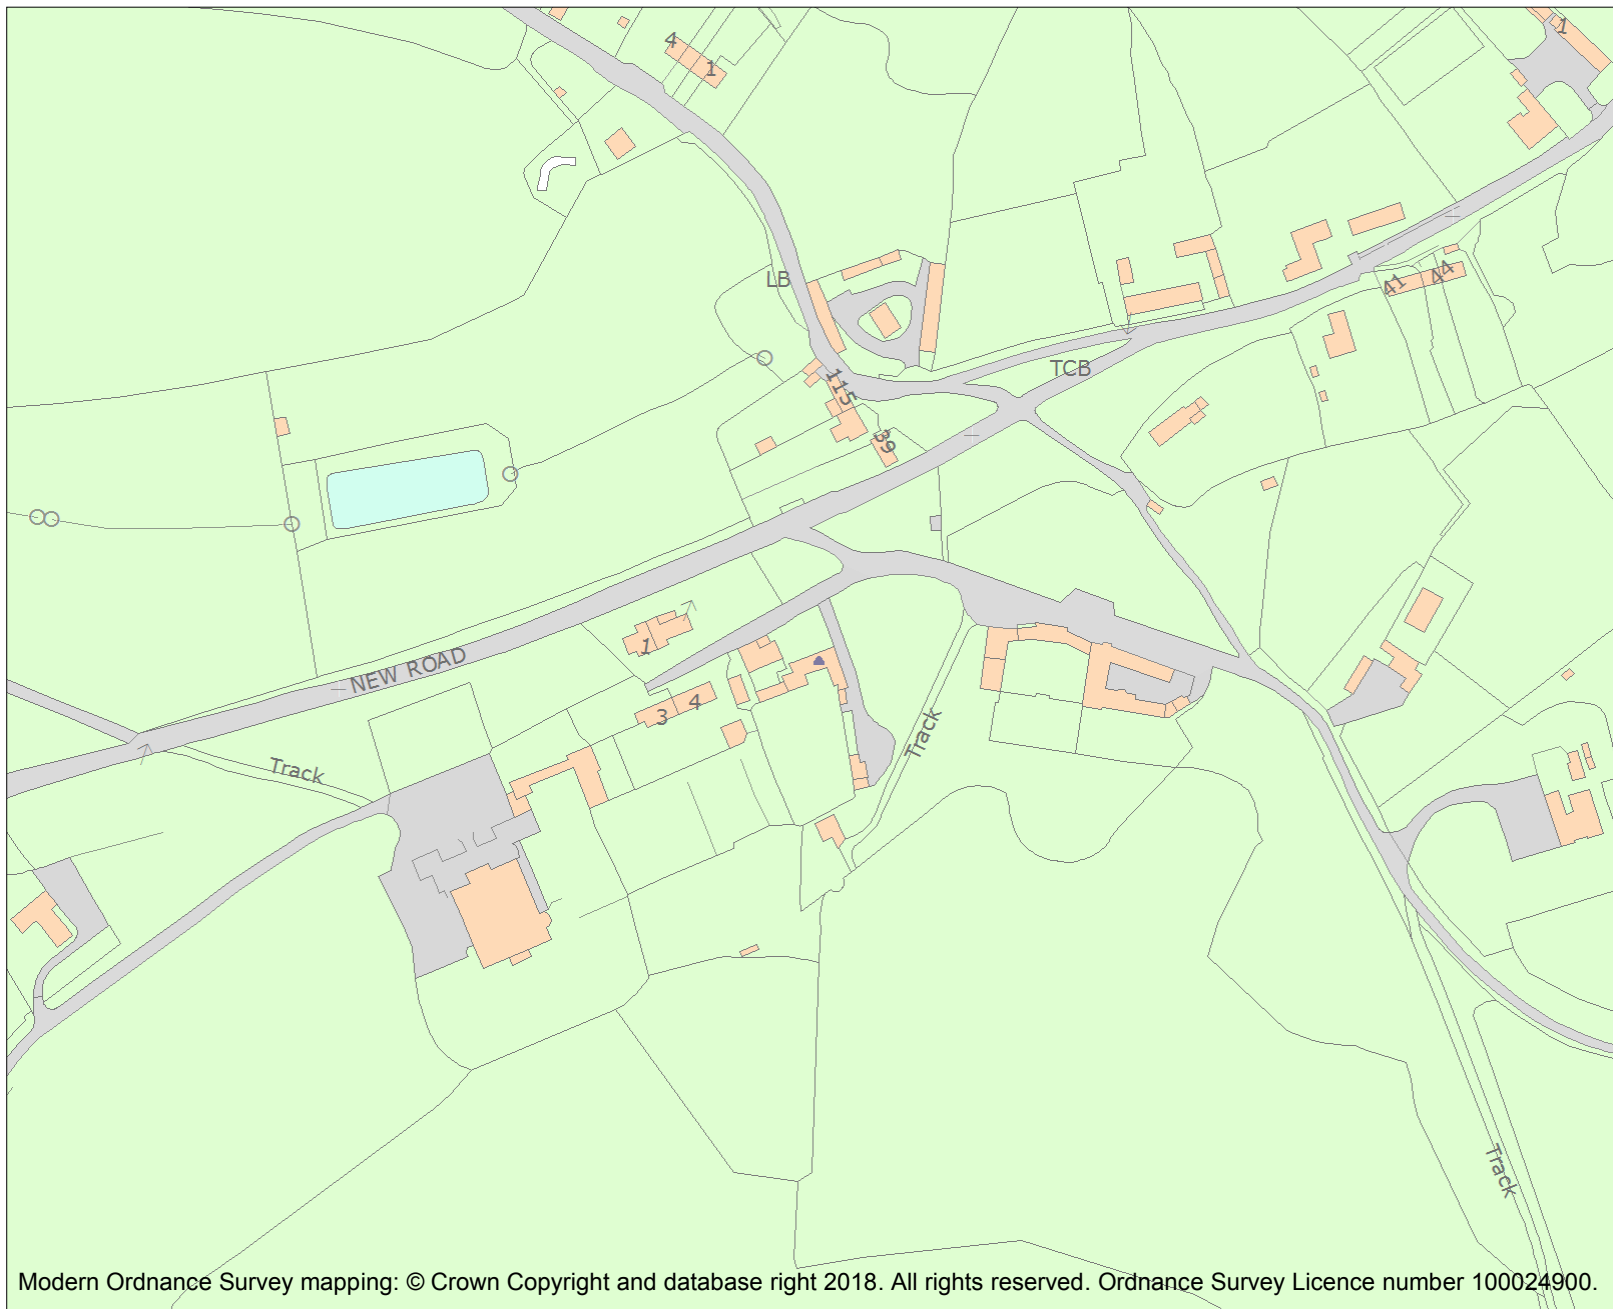 4
1
1
LB
41
44
TCB
115
39
NEW ROAD
1
3
4
Track
Track
Track
Modern Ordnance Survey mapping: © Crown Copyright and database right 2018. All rights reserved. Ordnance Survey Licence number 100024900.